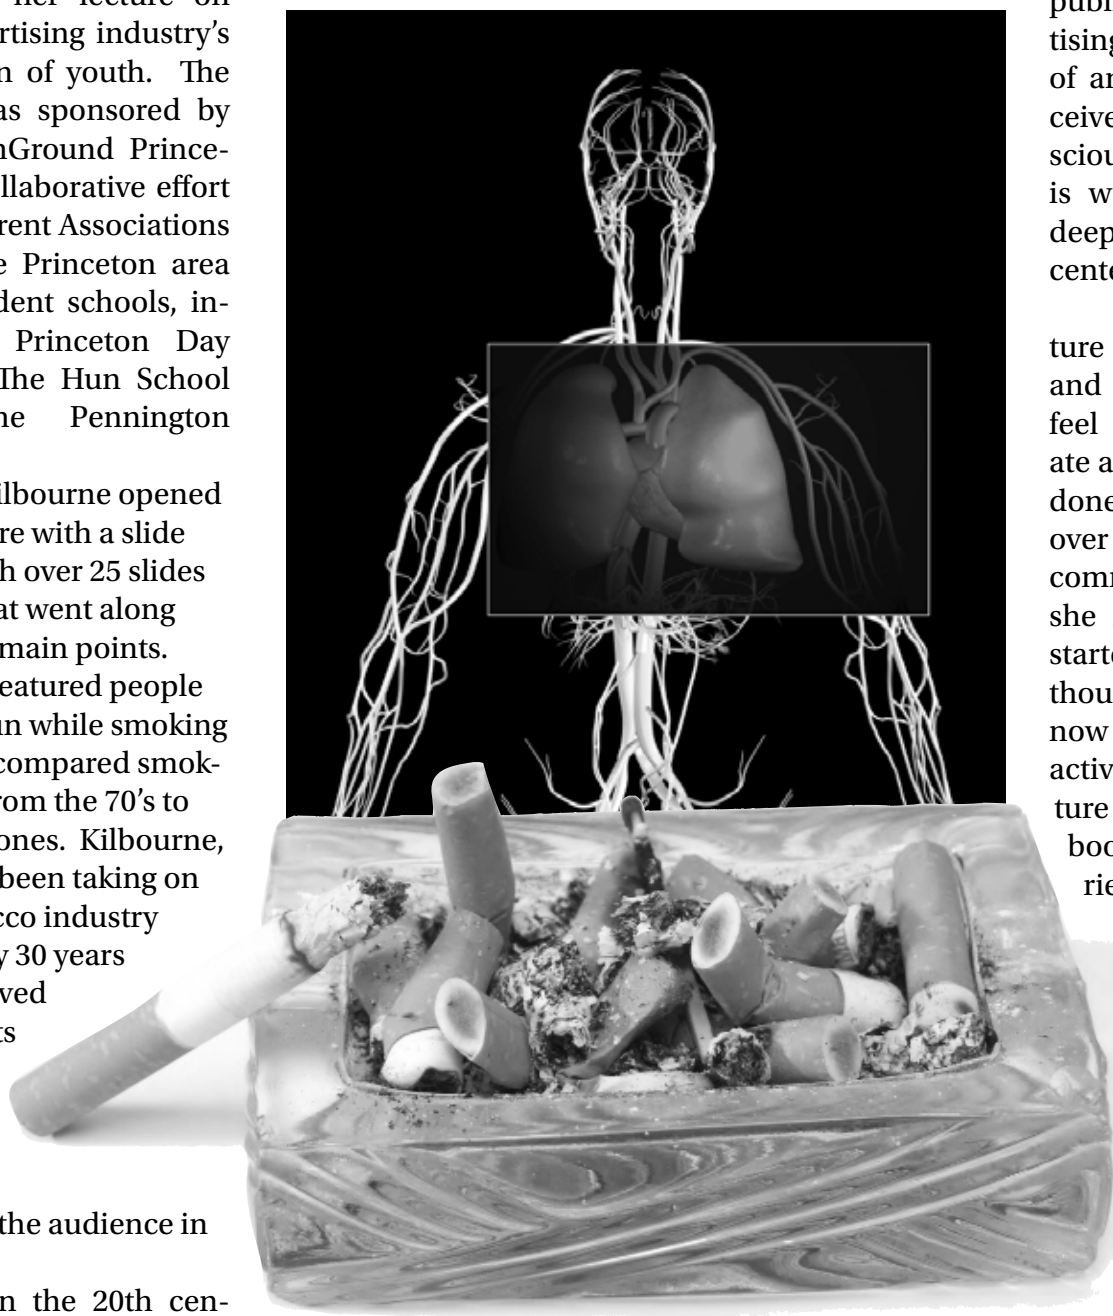 her lecture on
rtising industry’s
n of youth. The
as sponsored by
nGround Prince-
llaborative effort
rent Associations
e Princeton area
dent schools, in-
Princeton Day
The Hun School
ne Pennington
ilbourne opened
re with a slide
h over 25 slides
at went along
main points.
eatured people
un while smoking
compared smok-
rom the 70’s to
ones. Kilbourne,
been taking on
cco industry
y 30 years
ved
ts
the audience in
n the 20th cen-
publi
tising
of an
ceive
sciou
is w
deep
cente
ture
and
feel
ate a
done
over
comm
she
starte
thou
now
activ
ture
boo
rie